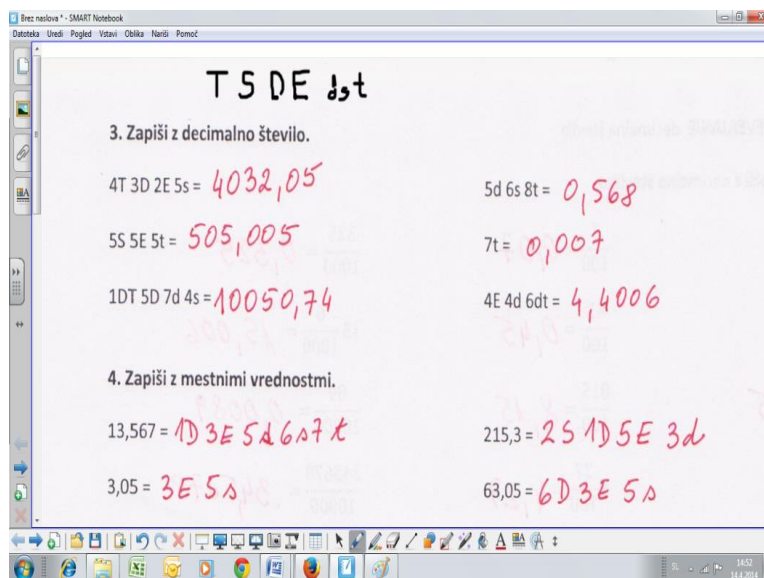 Brez naslova * - SMART Notebook
Datoteka Uredi Pogled Vstavi Oblika Nariši Pomoč
T S D E d s t
3. Zapiši z decimalno število.
4T 3D 2E 5s = 4032,05
5d 6s 8t = 0,568
5S 5E 5t = 505,005
7t = 0,007
1DT 5D 7d 4s = 10050,74
4E 4d 6dt = 4,4006
4. Zapiši z mestnimi vrednostmi.
13,567 = 1D 3E 5d 6s 7t
215,3 = 2S 1D 5E 3d
3,05 = 3E 5s
63,05 = 6D 3E 5s
SL
14:52
14.4.2014